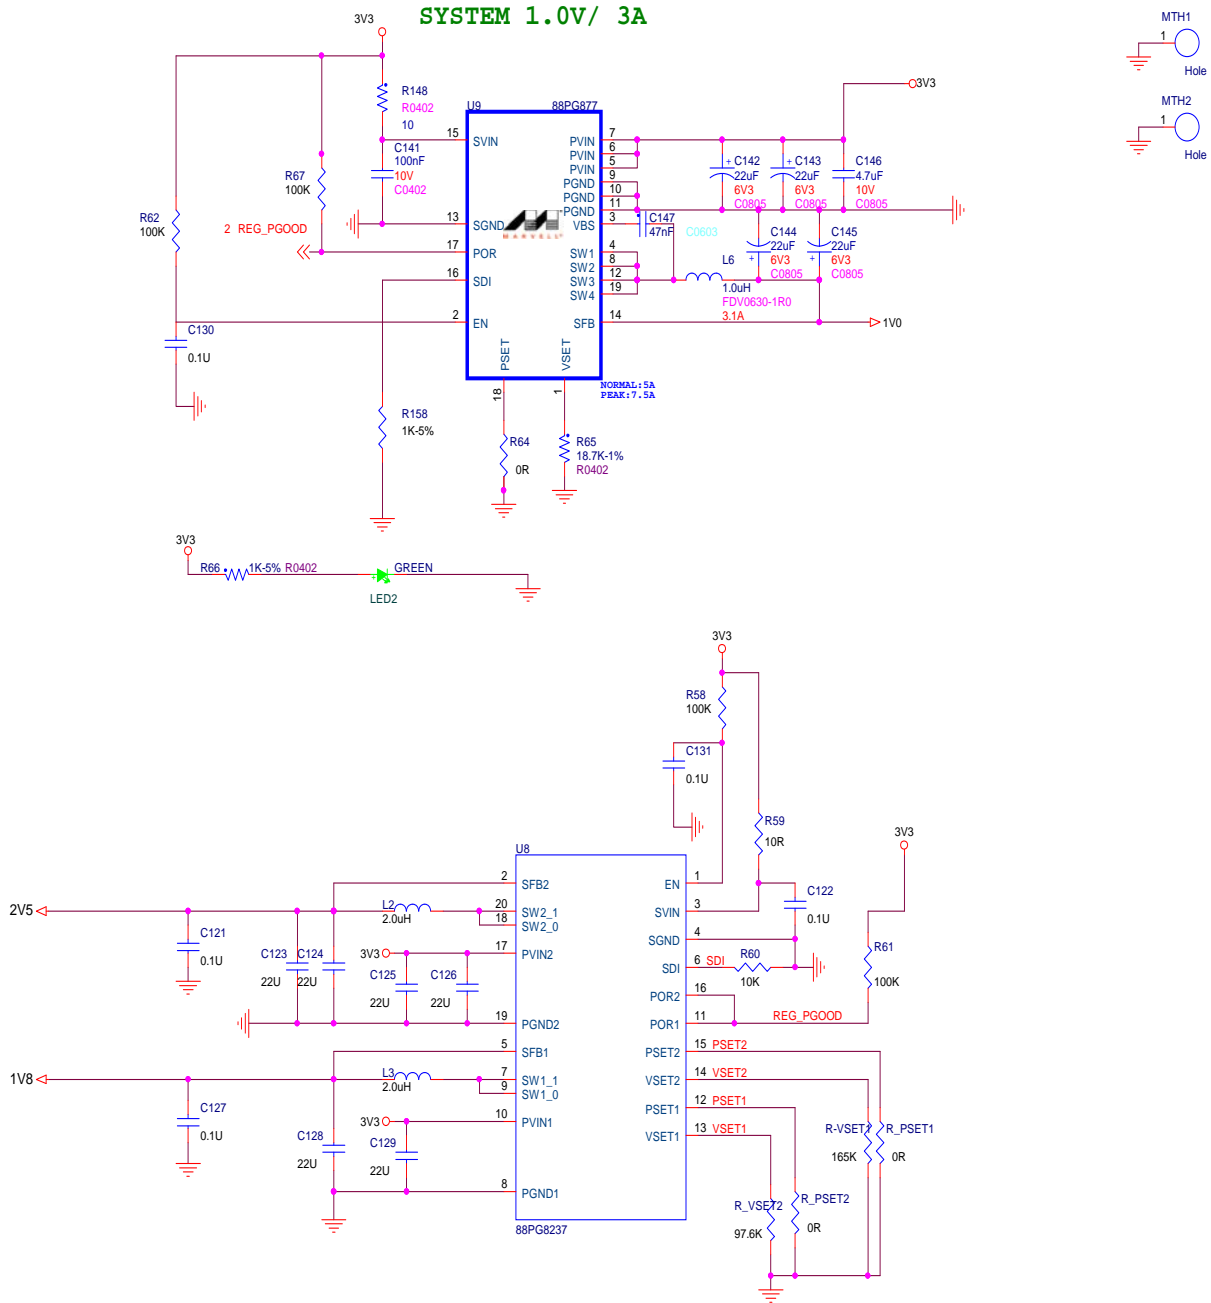 SYSTEM 1.0V/ 3A
3V3
R148
R0402
10
C141
100nF
10V
C0402
R67
100K
R62
100K
2 REG_PGOOD
C130
0.1U
R158
1K-5%
U9
88PG877
15
SVIN
13
SGND
17
POR
16
SDI
2
EN
PVIN
7
PVIN
6
PVIN
5
PGND
9
PGND
10
PGND
11
VBS
3
SW1
4
SW2
8
SW3
12
SW4
19
SFB
14
PSET
18
VSET
1
MARVELL®
NORMAL:5A
PEAK:7.5A
R64
0R
R65
18.7K-1%
R0402
3V3
C142
22uF
6V3
C0805
C143
22uF
6V3
C0805
C146
4.7uF
10V
C0805
C147
47nF
C0603
C144
22uF
6V3
C0805
C145
22uF
6V3
C0805
L6
1.0uH
FDV0630-1R0
3.1A
1V0
MTH1
1
Hole
MTH2
1
Hole
3V3
R66
1K-5%
R0402
GREEN
LED2
3V3
R58
100K
C131
0.1U
R59
10R
3V3
U8
2
SFB2
20
SW2_1
18
SW2_0
17
PVIN2
19
PGND2
5
SFB1
7
SW1_1
9
SW1_0
10
PVIN1
8
PGND1
88PG8237
EN
1
SVIN
3
SGND
4
SDI
6
SDI
POR2
16
POR1
11
REG_PGOOD
PSET2
15
PSET2
VSET2
14
VSET2
PSET1
12
PSET1
VSET1
13
VSET1
C122
0.1U
R60
10K
R61
100K
2V5
C121
0.1U
C123
22U
C124
22U
L2
2.0uH
3V3
C125
22U
C126
22U
1V8
C127
0.1U
C128
22U
L3
2.0uH
3V3
C129
22U
R-VSET1
165K
R_PSET1
0R
R_VSET2
97.6K
R_PSET2
0R